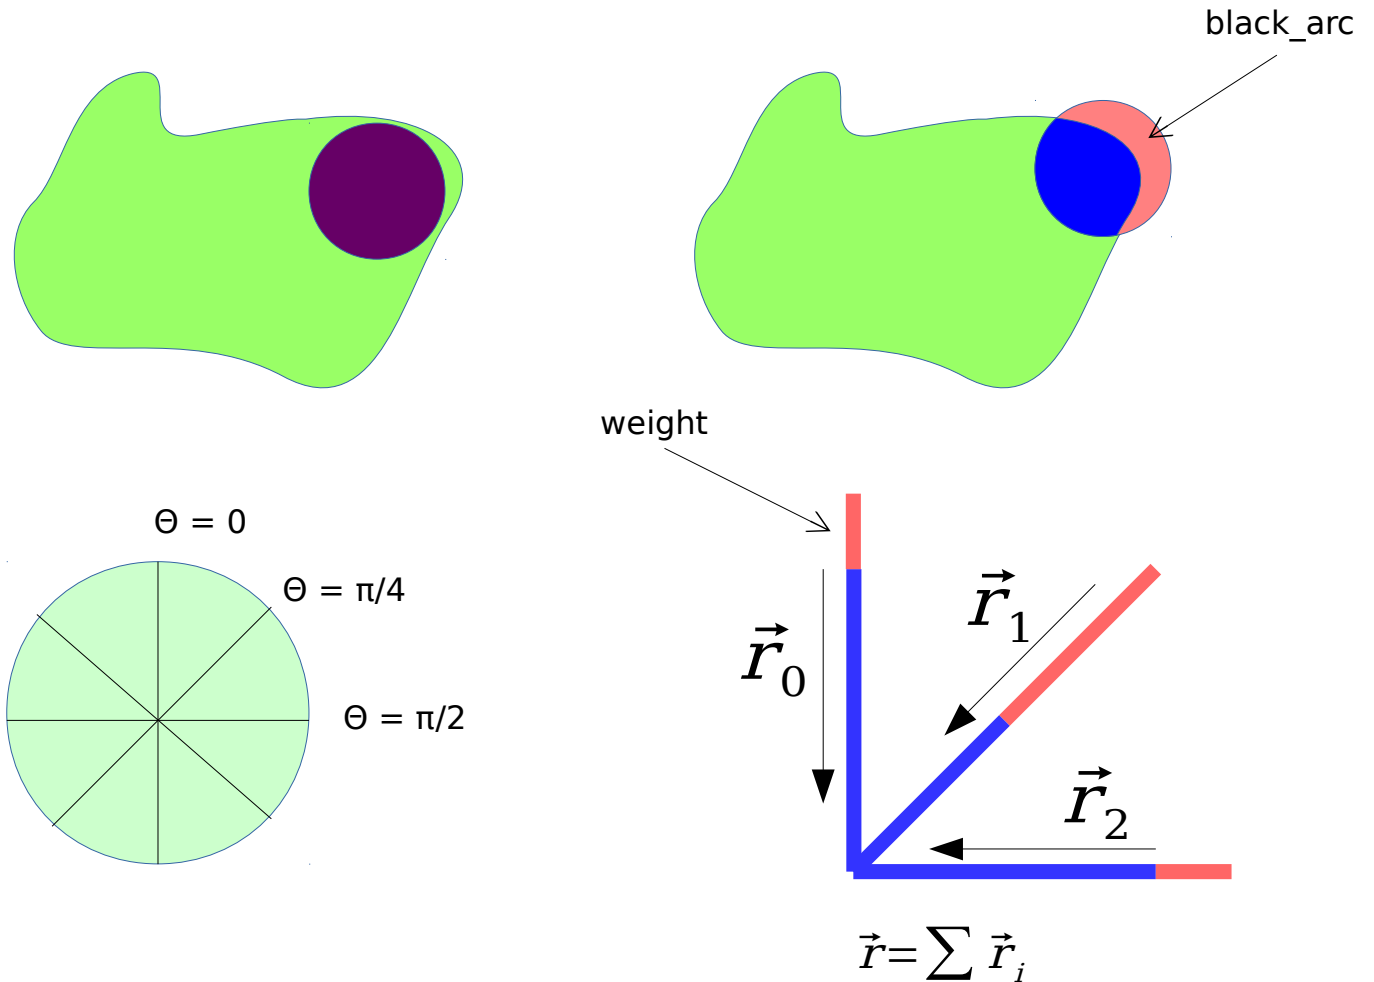 black_arc
weight
Θ = 0
Θ = π/4
Θ = π/2
r⃗₀
r⃗₁
r⃗₂
r⃗=∑ r⃗ᵢ